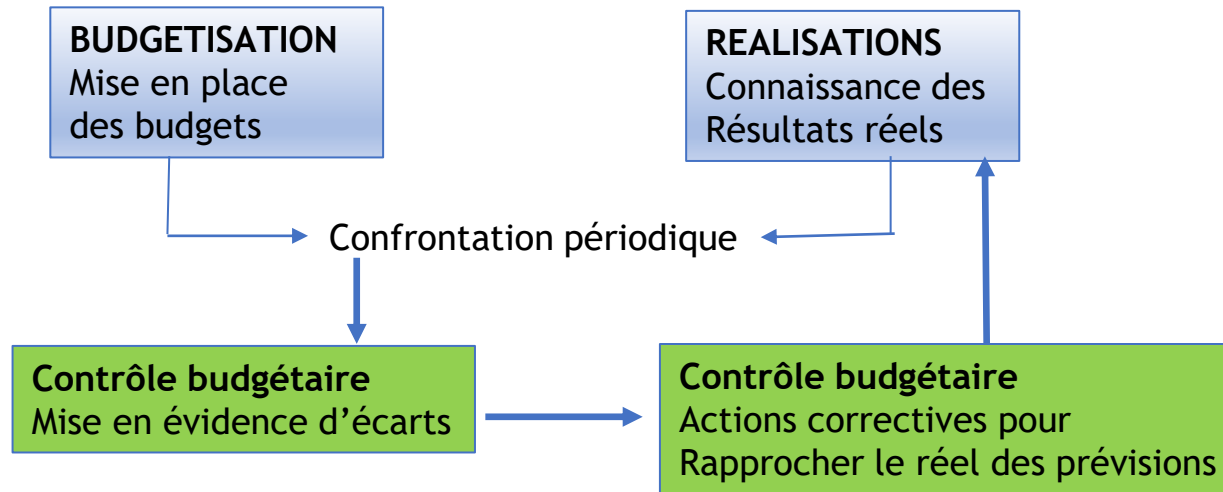 BUDGETISATION
Mise en place
des budgets
REALISATIONS
Connaissance des
Résultats réels
Confrontation périodique
Contrôle budgétaire
Mise en évidence d’écarts
Contrôle budgétaire
Actions correctives pour
Rapprocher le réel des prévisions